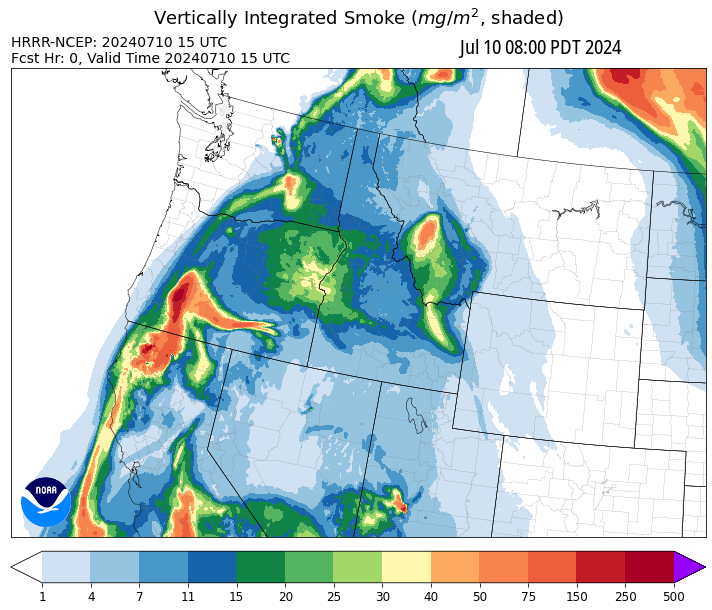 Vertically Integrated Smoke (mg/m², shaded)
HRRR-NCEP: 20240710 15 UTC
Jul 10 08:00 PDT 2024
Fcst Hr: 0, Valid Time 20240710 15 UTC
NOAA
1 4 7 11 15 20 25 30 40 50 75 150 250 500